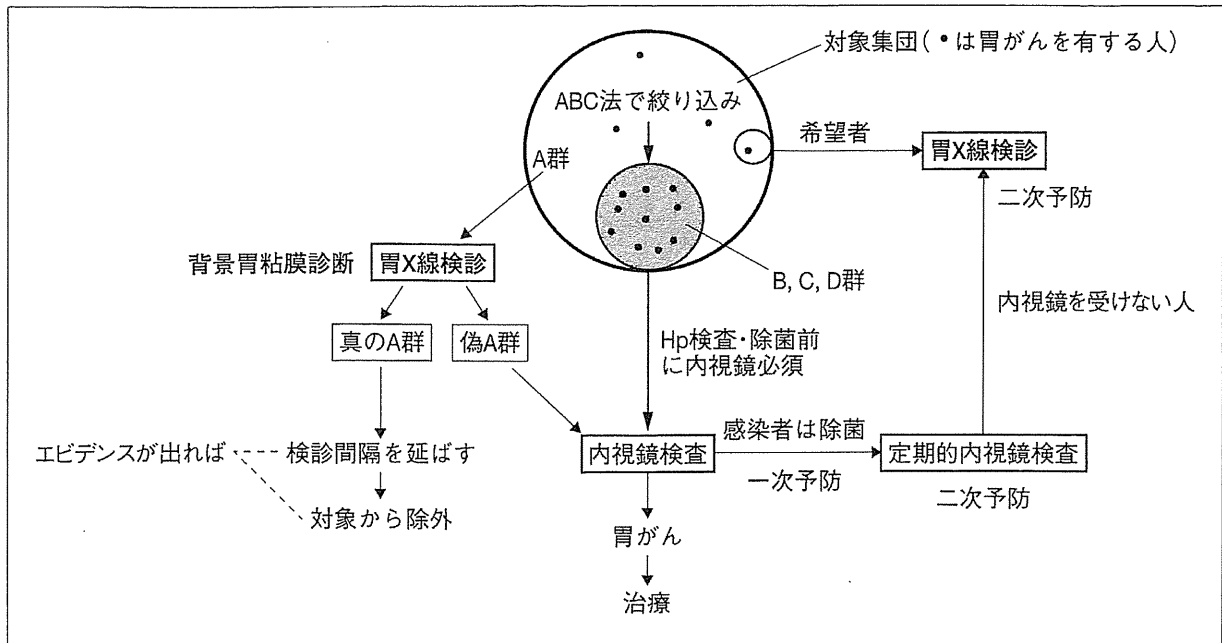 対象集団(•は胃がんを有する人)
ABC法で絞り込み
希望者
胃X線検診
A群
二次予防
背景胃粘膜診断
胃X線検診
B, C, D群
内視鏡を受けない人
真のA群
偽A群
Hp検査・除菌前
に内視鏡必須
エビデンスが出れば
検診間隔を延ばす
内視鏡検査
感染者は除菌
一次予防
定期的内視鏡検査
二次予防
対象から除外
胃がん
治療